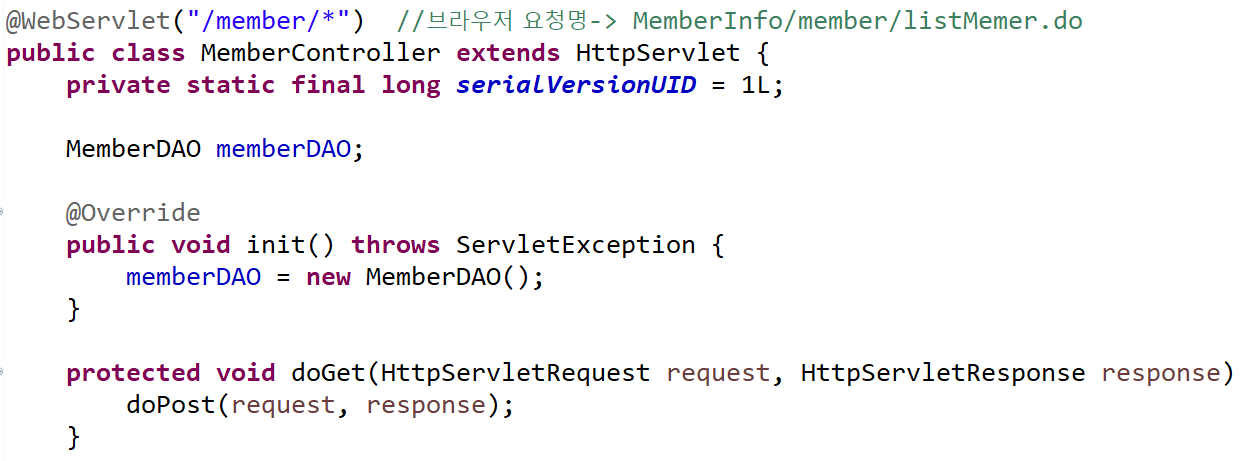 @WebServlet("/member/*")  //브라우저 요청명-> MemberInfo/member/listMemer.do
public class MemberController extends HttpServlet {
    private static final long serialVersionUID = 1L;
    MemberDAO memberDAO;
    @Override
    public void init() throws ServletException {
        memberDAO = new MemberDAO();
    }
    protected void doGet(HttpServletRequest request, HttpServletResponse response)
        doPost(request, response);
    }